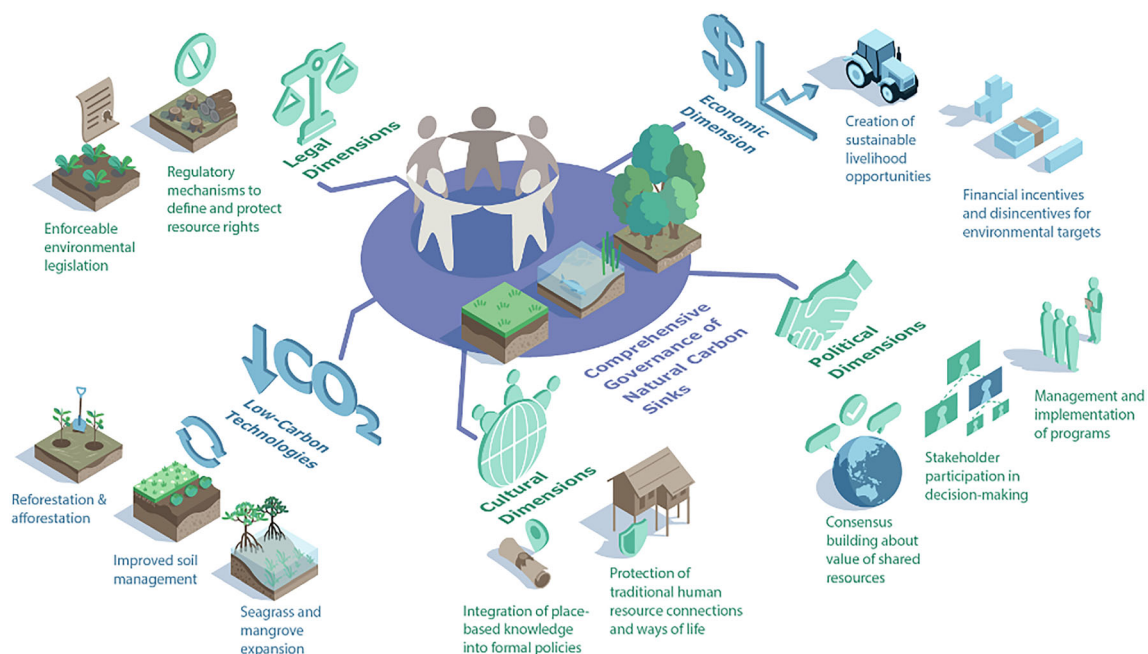 Legal
Dimensions
Enforceable
environmental
legislation
Regulatory
mechanisms to
define and protect
resource rights
$
Economic
Dimension
Creation of
sustainable
livelihood
opportunities
Financial incentives
and disincentives for
environmental targets
Comprehensive
Governance of
Natural Carbon
Sinks
Political
Dimensions
Consensus
building about
value of shared
resources
Stakeholder
participation in
decision-making
Management and
implementation
of programs
Cultural
Dimensions
Integration of place-
based knowledge
into formal policies
Protection of
traditional human
resource connections
and ways of life
CO2
Low-Carbon
Technologies
Reforestation &
afforestation
Improved soil
management
Seagrass and
mangrove
expansion